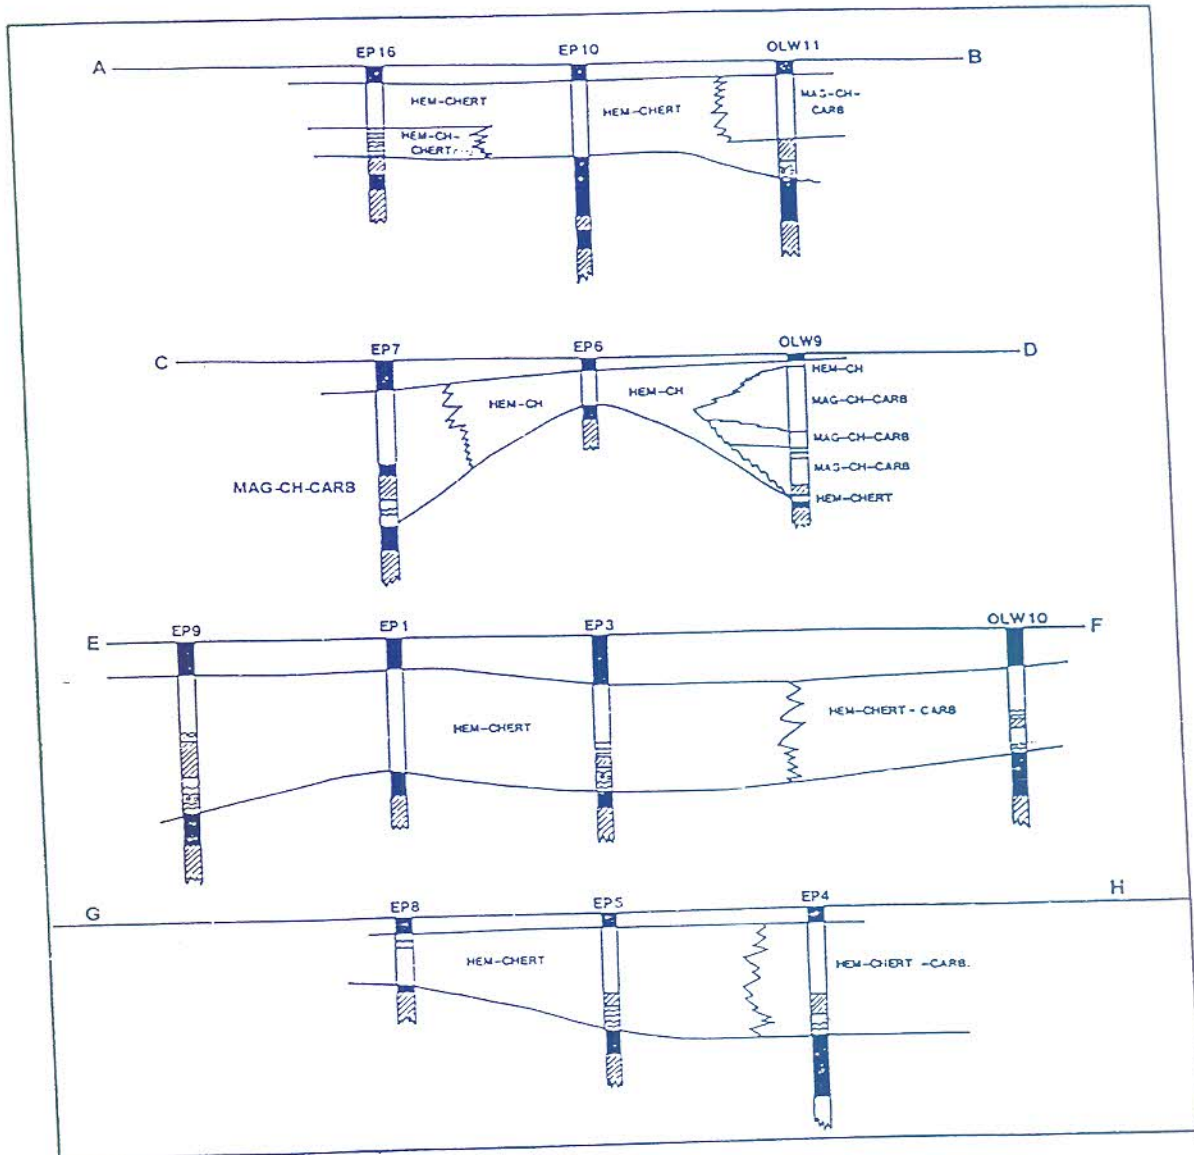 EP16 EP10 OLW11
A B
HEM-CHERT HEM-CHERT MAG-CH-
CARB
HEM-CH-
CHERT
EP7 EP6 OLW9
C D
HEM-CH
HEM-CH HEM-CH MAG-CH-CARB
MAG-CH-CARB
MAG-CH-CARB
MAG-CH-CARB
HEM-CHERT
EP9 EP1 EP3 OLW10
E F
HEM-CHERT HEM-CHERT-CARB
EP8 EP5 EP4
G H
HEM-CHERT HEM-CHERT-CARB.